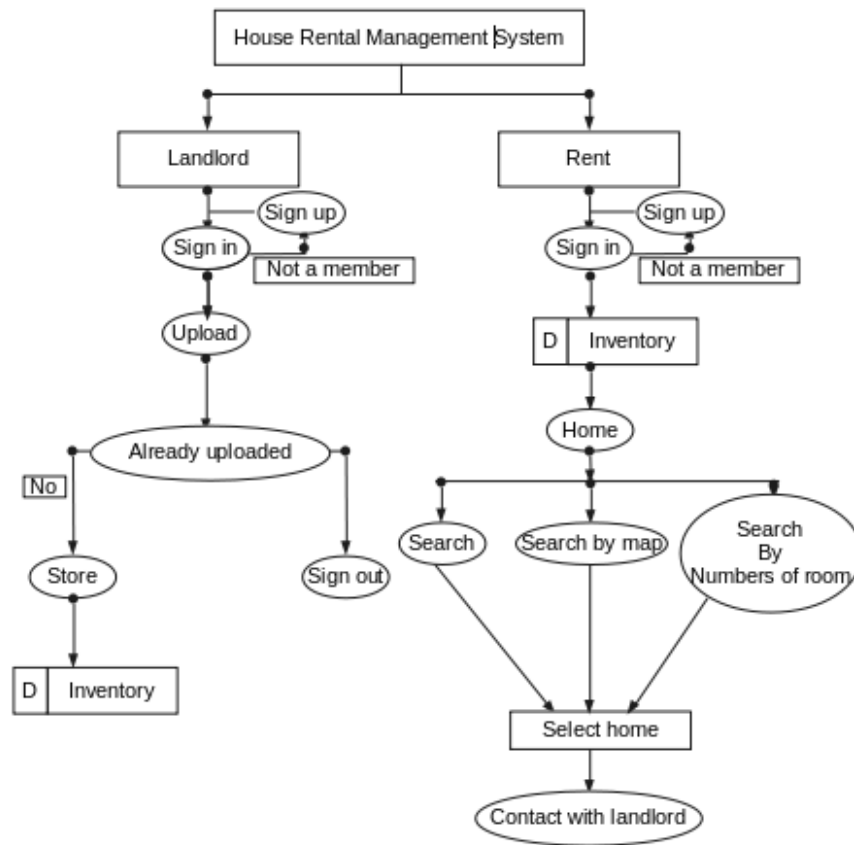 House Rental Management System
Landlord
Rent
Sign up
Sign up
Sign in
Sign in
Not a member
Not a member
Upload
D
Inventory
Home
Already uploaded
No
Search
Search by map
Search
By
Numbers of room
Store
Sign out
D
Inventory
Select home
Contact with landlord